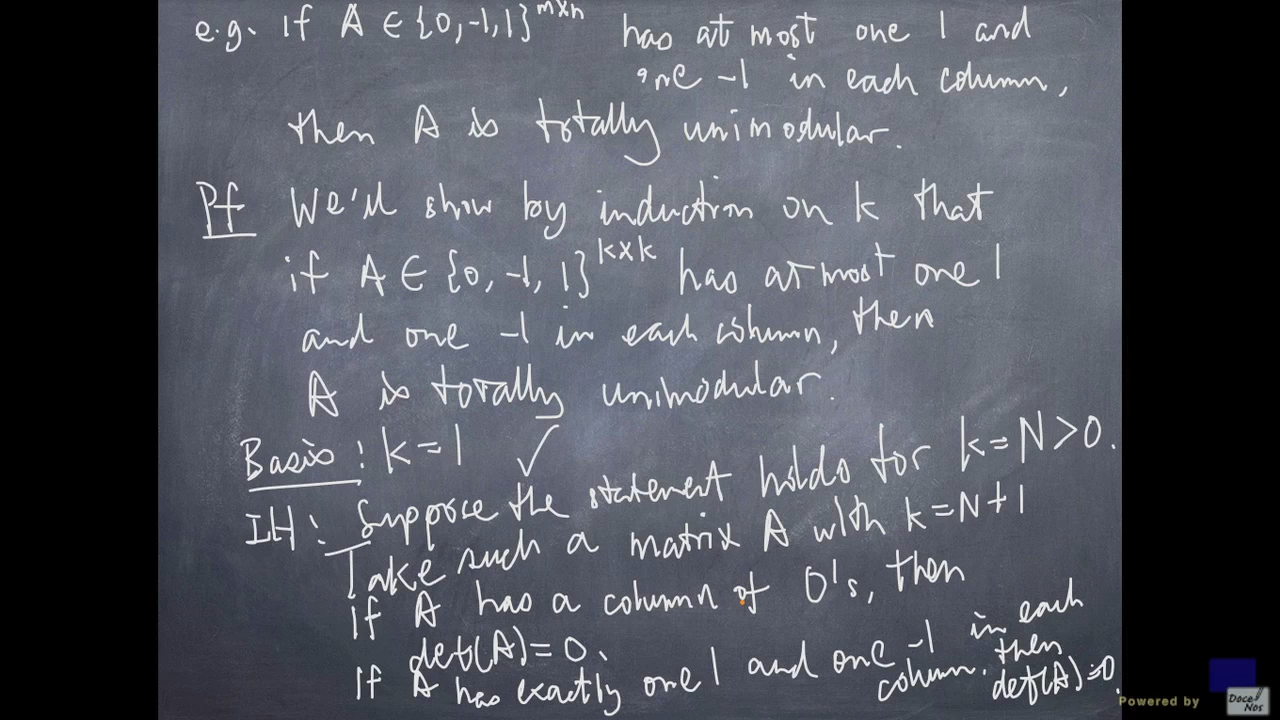 e.g. if A ∈ {0,-1,1}^{m×n} has at most one 1 and
one -1 in each column,
then A is totally unimodular.
Pf We'll show by induction on k that
if A ∈ {0, -1, 1}^{k×k} has at most one 1
and one -1 in each column, then
A is totally unimodular.
Basis: k=1 ✓
IH: Suppose the statement holds for k=N>0.
Take such a matrix A with k=N+1
If A has a column of 0's, then
det(A)=0.
If A has exactly one 1 and one -1 in each
column, then
det(A)=0.
Powered by
Doce
Nos